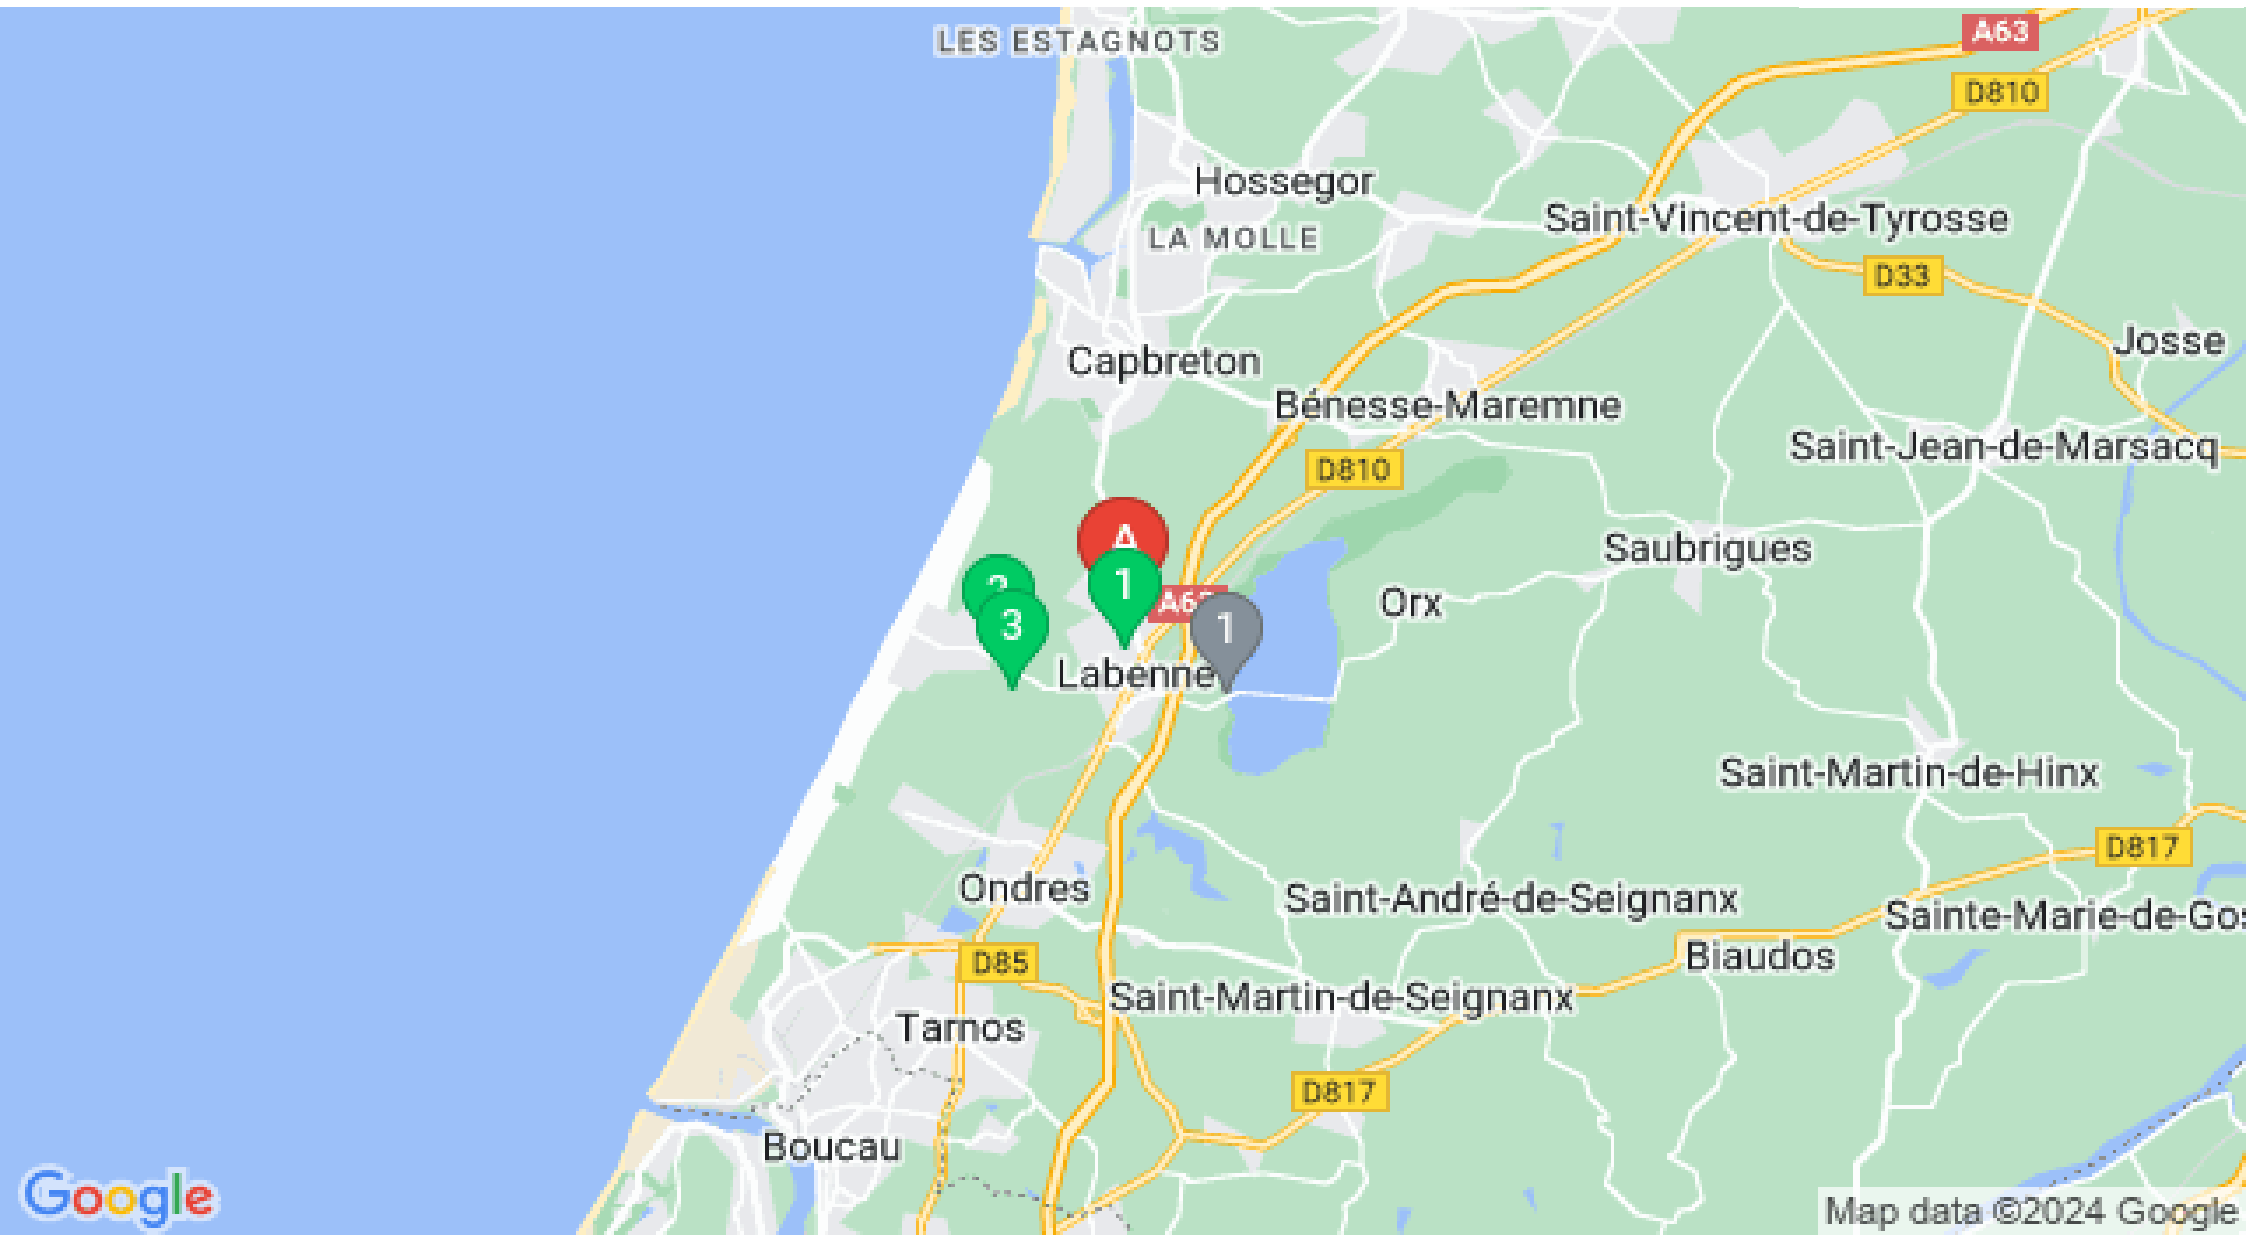 LES ESTAGNOTS
A63
D810
Hossegor
Saint-Vincent-de-Tyrosse
LA MOLLE
D33
Josse
Capbreton
Bénesse-Maremne
Saint-Jean-de-Marsacq
D810
A
Saubrigues
1
Orx
3
1
Labenne
Saint-Martin-de-Hinx
D817
Ondres
Saint-André-de-Seignanx
Sainte-Marie-de-Gos
Biaudos
D85
Saint-Martin-de-Seignanx
Tarnos
D817
Boucau
Google
Map data ©2024 Google